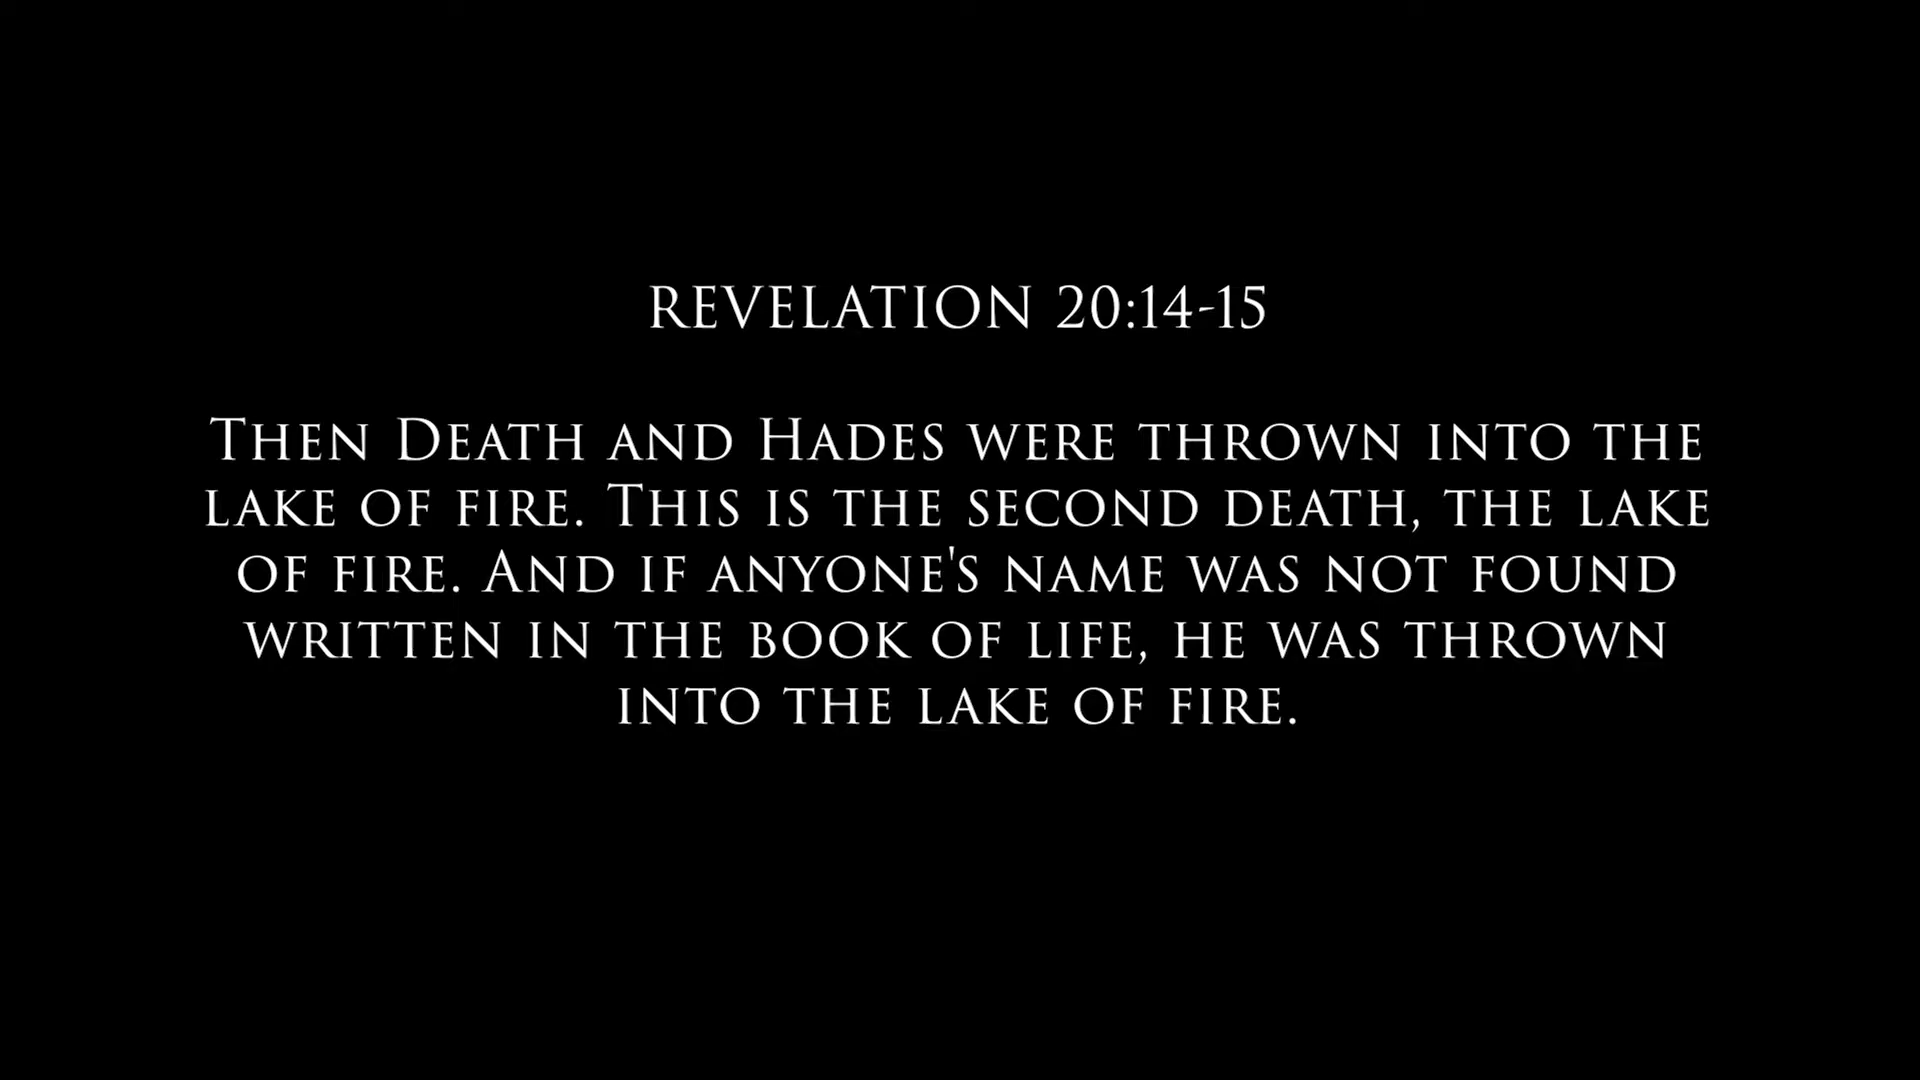 REVELATION 20:14-15
Then Death and Hades were thrown into the
lake of fire. This is the second death, the lake
of fire. And if anyone's name was not found
written in the book of life, he was thrown
into the lake of fire.